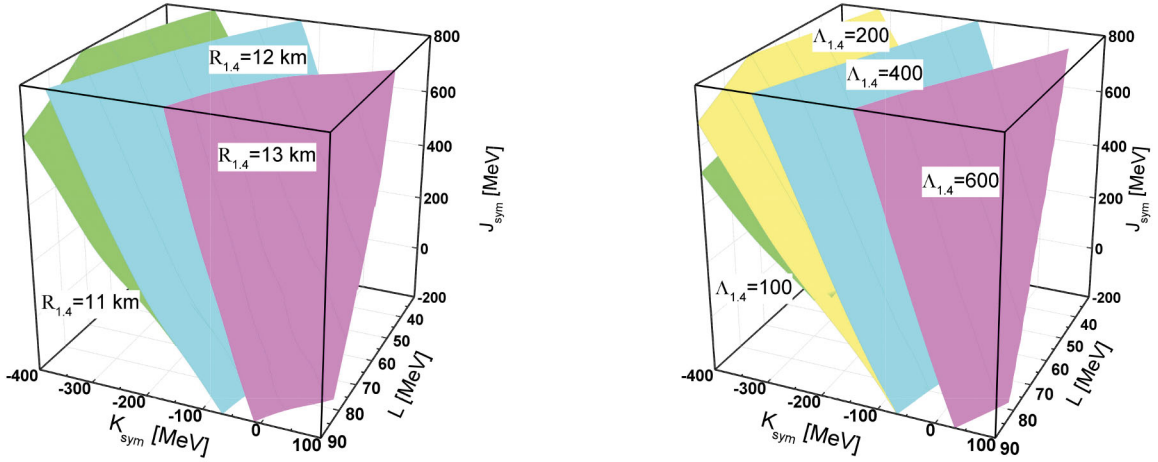 R1.4=12 km
R1.4=13 km
R1.4=11 km
800
600
400
200
0
-200
Jsym [MeV]
-400
-300
-200
-100
0
100
Ksym [MeV]
40
50
60
70
80
90
L [MeV]
Λ1.4=200
Λ1.4=400
Λ1.4=600
Λ1.4=100
800
600
400
200
0
-200
Jsym [MeV]
-400
-300
-200
-100
0
100
Ksym [MeV]
40
50
60
70
80
90
L [MeV]